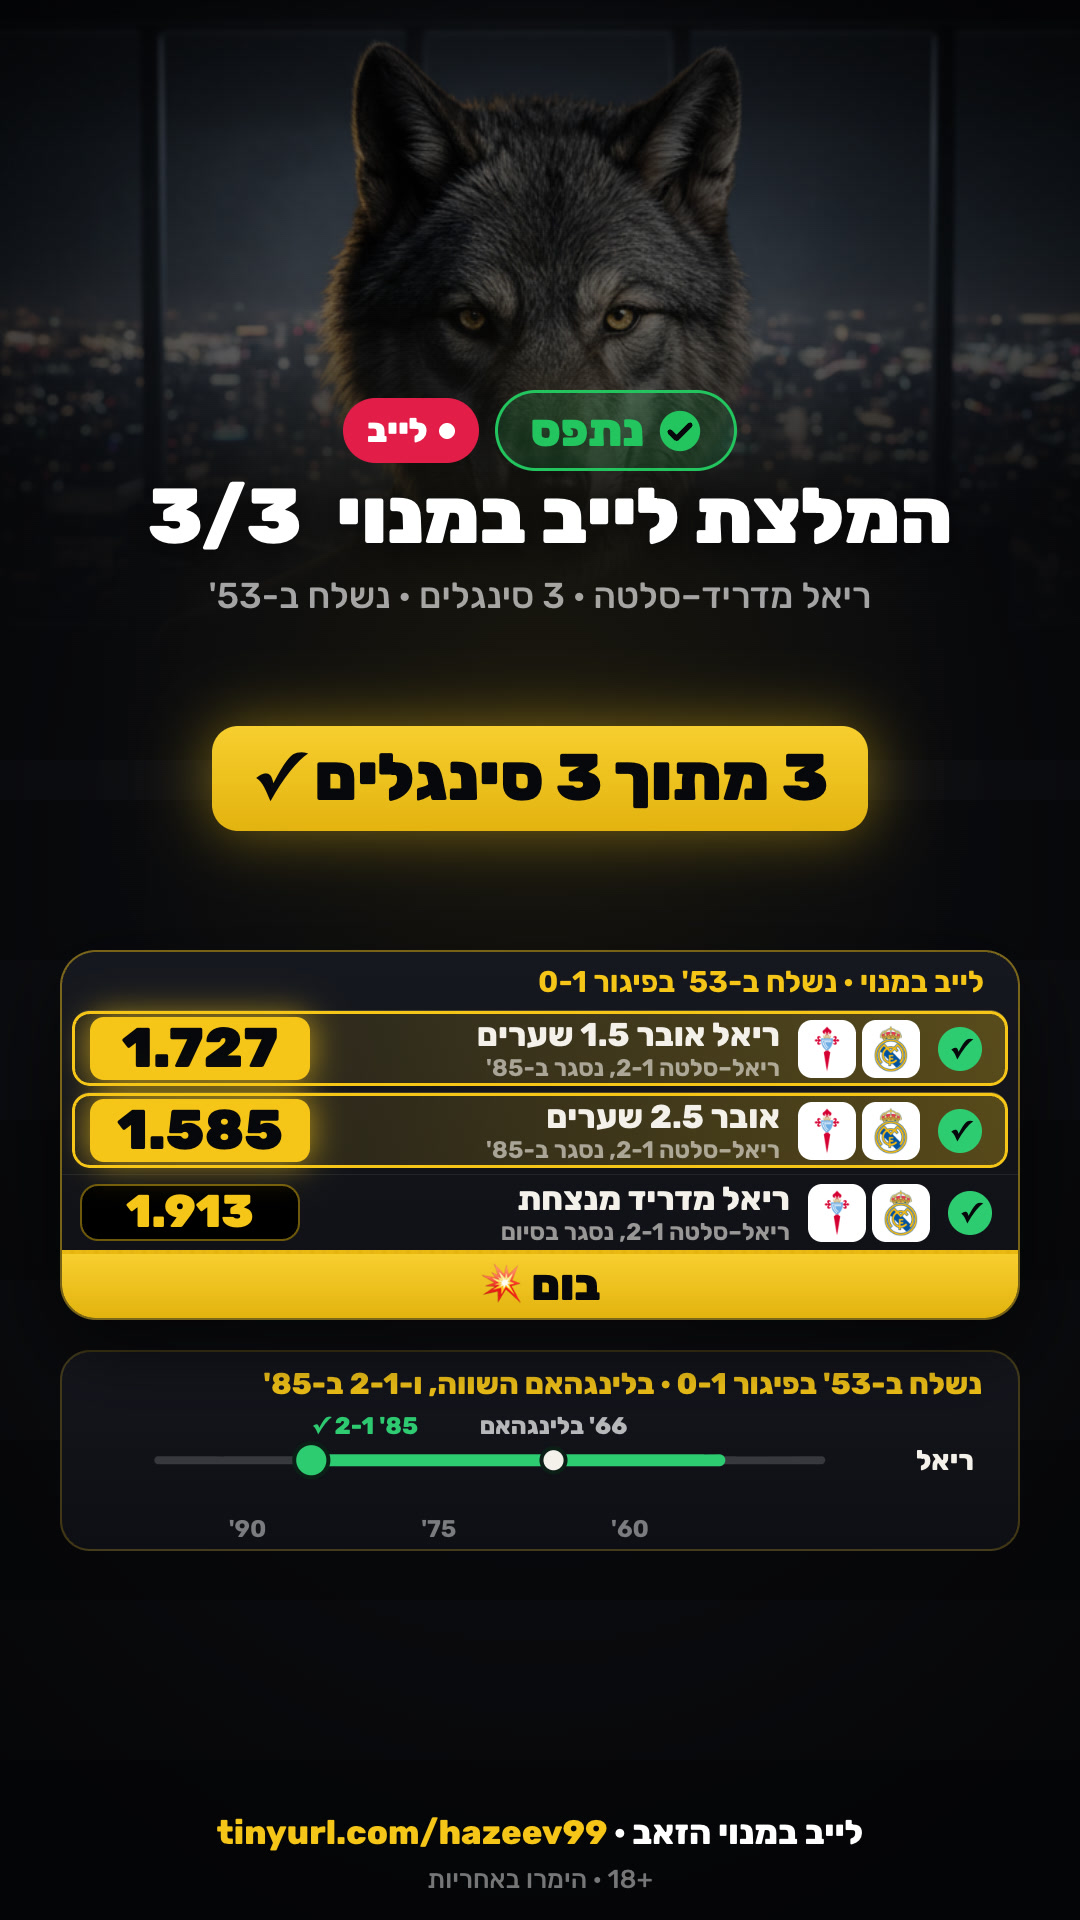 נתפס
לייב
המלצת לייב במנוי 3/3
ריאל מדריד-סלטה • 3 סינגלים • נשלח ב-53'
3 מתוך 3 סינגלים ✓
לייב במנוי • נשלח ב-53' בפיגור 0-1
ריאל אובר 1.5 שערים 1.727
ריאל-סלטה 2-1, נסגר ב-85'
אובר 2.5 שערים 1.585
ריאל-סלטה 2-1, נסגר ב-85'
ריאל מדריד מנצחת 1.913
ריאל-סלטה 2-1, נסגר בסיום
בום 💥
נשלח ב-53' בפיגור 0-1 • בלינגהאם השווה, ו-2-1 ב-85'
66' בלינגהאם
85' 2-1 ✓
ריאל
60' 75' 90'
לייב במנוי הזאב • tinyurl.com/hazeev99
18+ • הימרו באחריות